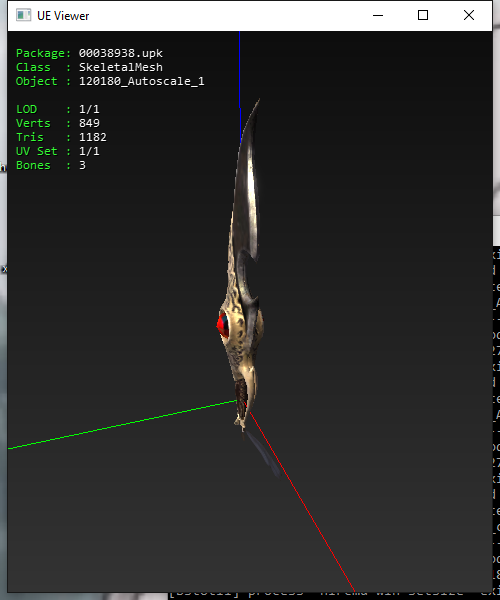 UE Viewer
Package: 00038938.upk
Class : SkeletalMesh
Object : 120180_Autoscale_1
LOD : 1/1
Verts : 849
Tris : 1182
UV Set : 1/1
Bones : 3